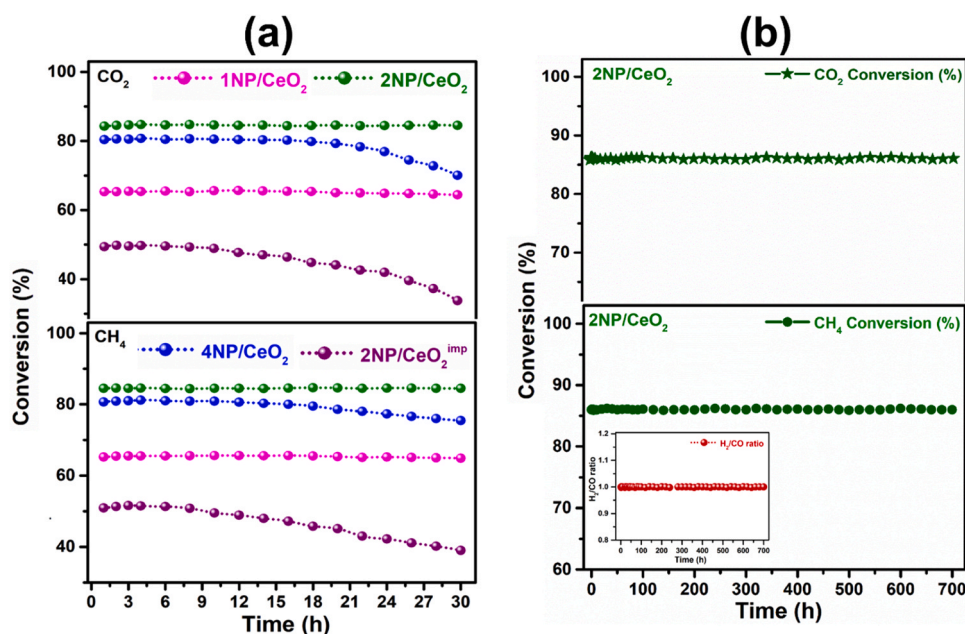 (a)
CO₂
1NP/CeO₂
2NP/CeO₂
100
80
60
40
CH₄
4NP/CeO₂
2NP/CeO₂ⁱᵐᵖ
100
80
60
40
0 3 6 9 12 15 18 21 24 27 30
Conversion (%)
Time (h)
(b)
2NP/CeO₂
CO₂ Conversion (%)
100
90
80
70
2NP/CeO₂
CH₄ Conversion (%)
100
90
80
70
60
0 50 100 200 300 400 500 600 700
Conversion (%)
Time (h)
H₂/CO ratio
1.2
1.1
1.0
0.9
0.8
H₂/CO ratio
0 100 200 300 400 500 600 700
Time (h)